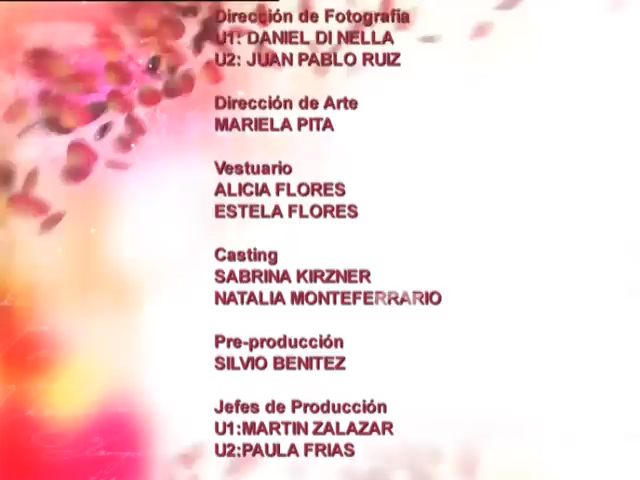 Dirección de Fotografía
U1: DANIEL DI NELLA
U2: JUAN PABLO RUIZ
Dirección de Arte
MARIELA PITA
Vestuario
ALICIA FLORES
ESTELA FLORES
Casting
SABRINA KIRZNER
NATALIA MONTEFERRARIO
Pre-producción
SILVIO BENITEZ
Jefes de Producción
U1:MARTIN ZALAZAR
U2:PAULA FRIAS